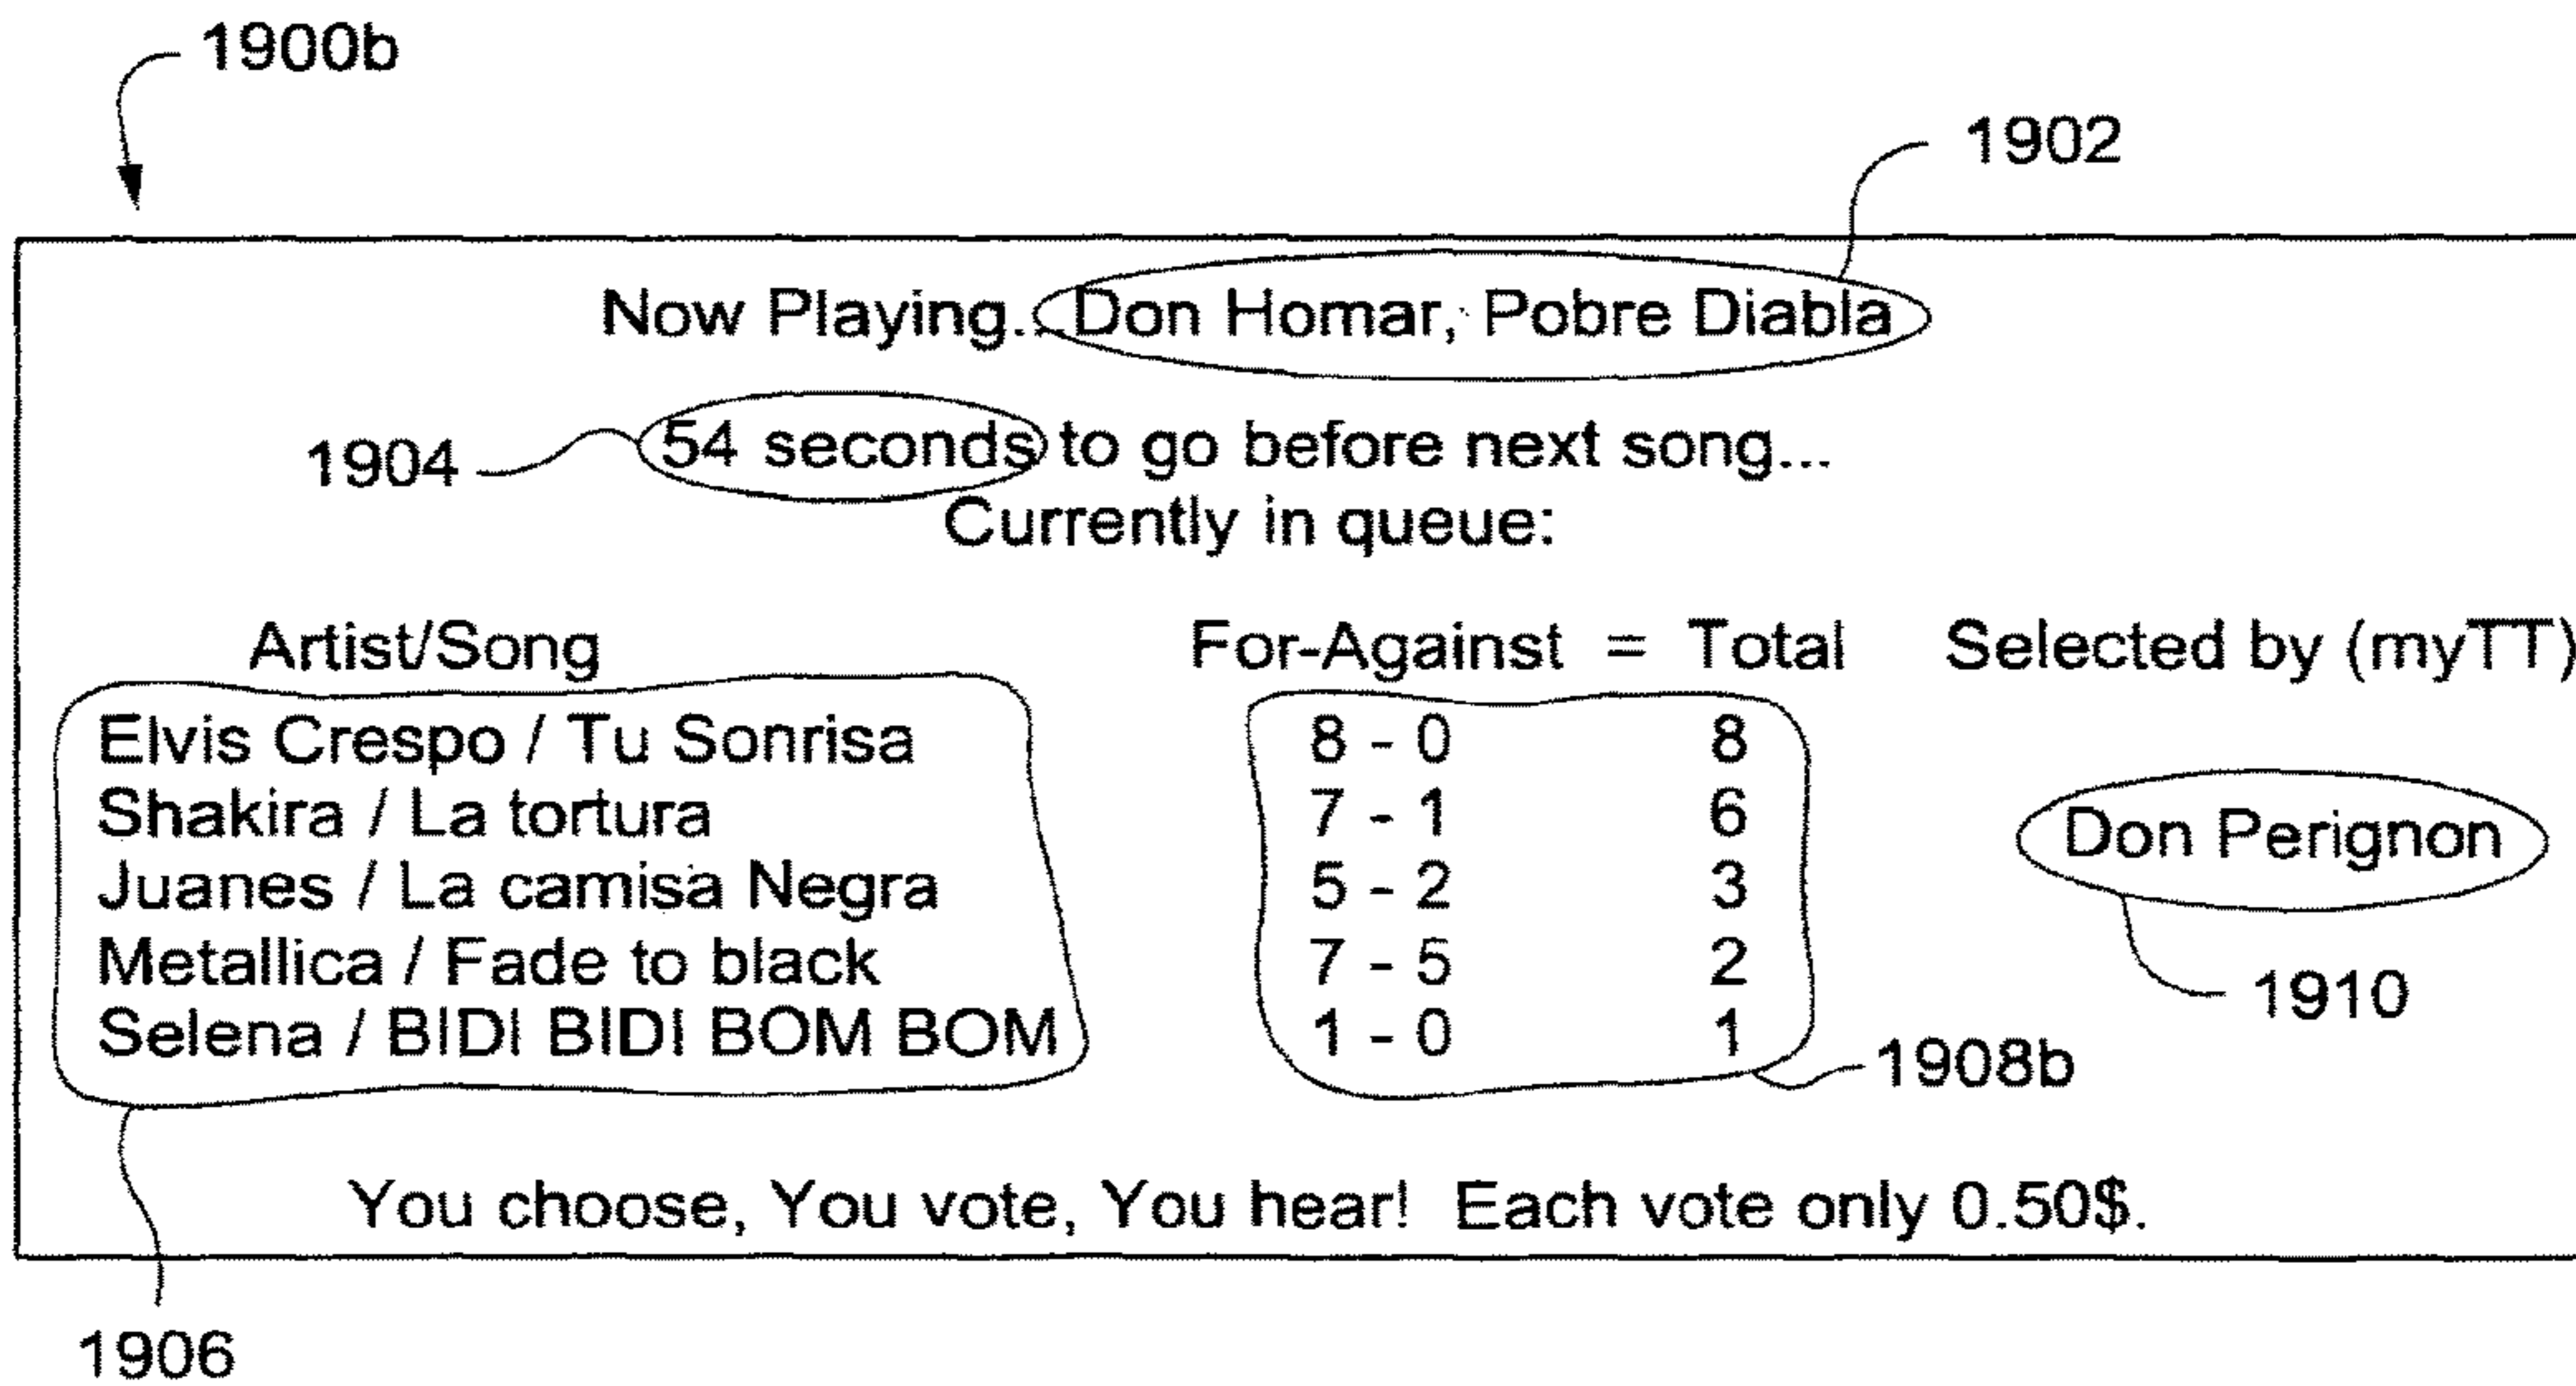 1900b
1902
Now Playing... Don Homar, Pobre Diabla
1904 54 seconds to go before next song...
Currently in queue:
Artist/Song For-Against = Total Selected by (myTT)
Elvis Crespo / Tu Sonrisa 8 - 0 8
Shakira / La tortura 7 - 1 6
Don Perignon
Juanes / La camisa Negra 5 - 2 3
Metallica / Fade to black 7 - 5 2
1910
Selena / BIDI BIDI BOM BOM 1 - 0 1
1908b
You choose, You vote, You hear! Each vote only 0.50$.
1906